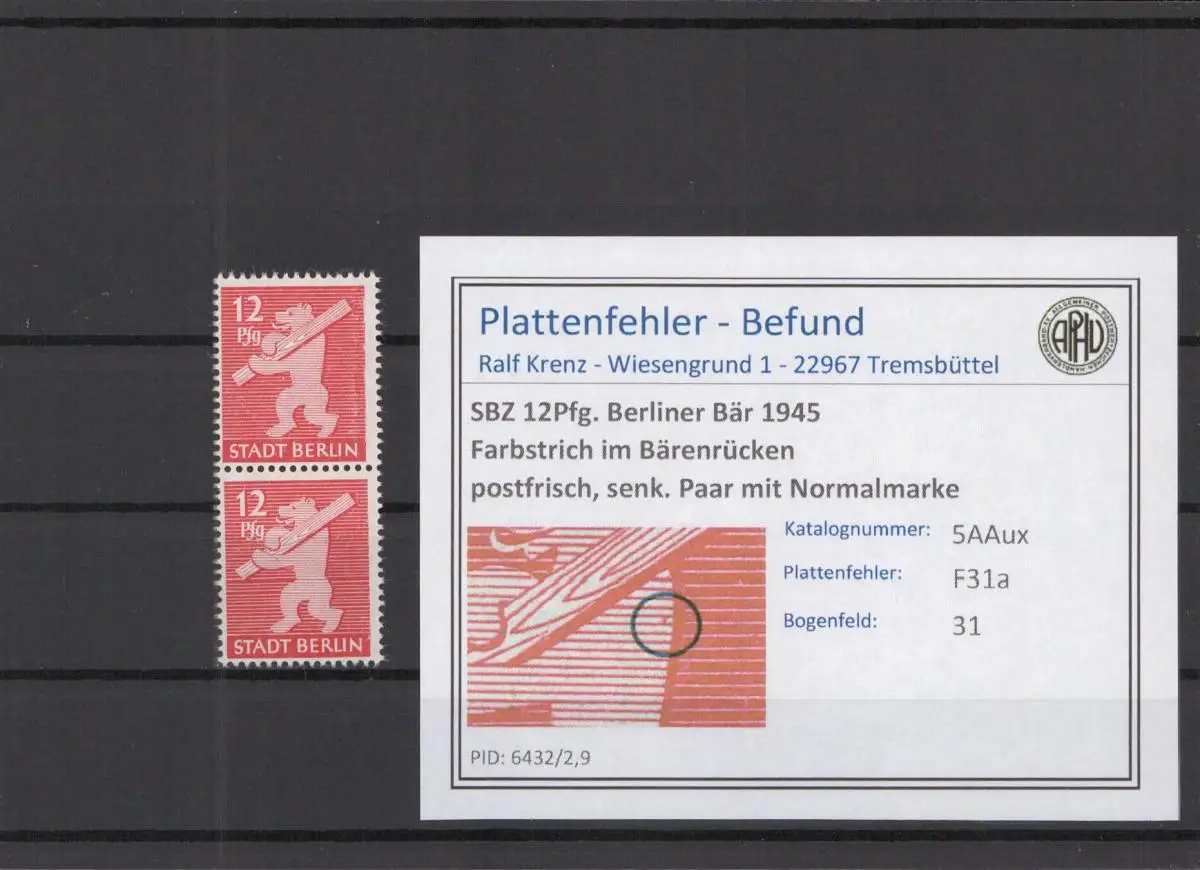 12
Pfg
STADT BERLIN
12
Pfg
STADT BERLIN
Plattenfehler - Befund
Ralf Krenz - Wiesengrund 1 - 22967 Tremsbüttel
APHV
SBZ 12Pfg. Berliner Bär 1945
Farbstrich im Bärenrücken
postfrisch, senk. Paar mit Normalmarke
Katalognummer: 5AAux
Plattenfehler: F31a
Bogenfeld: 31
PID: 6432/2,9